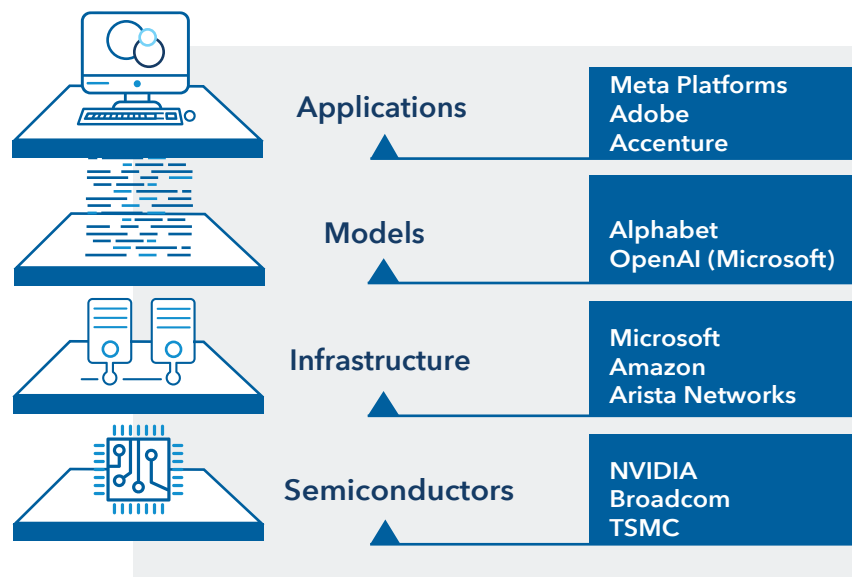 Applications
Meta Platforms
Adobe
Accenture
Models
Alphabet
OpenAI (Microsoft)
Infrastructure
Microsoft
Amazon
Arista Networks
Semiconductors
NVIDIA
Broadcom
TSMC